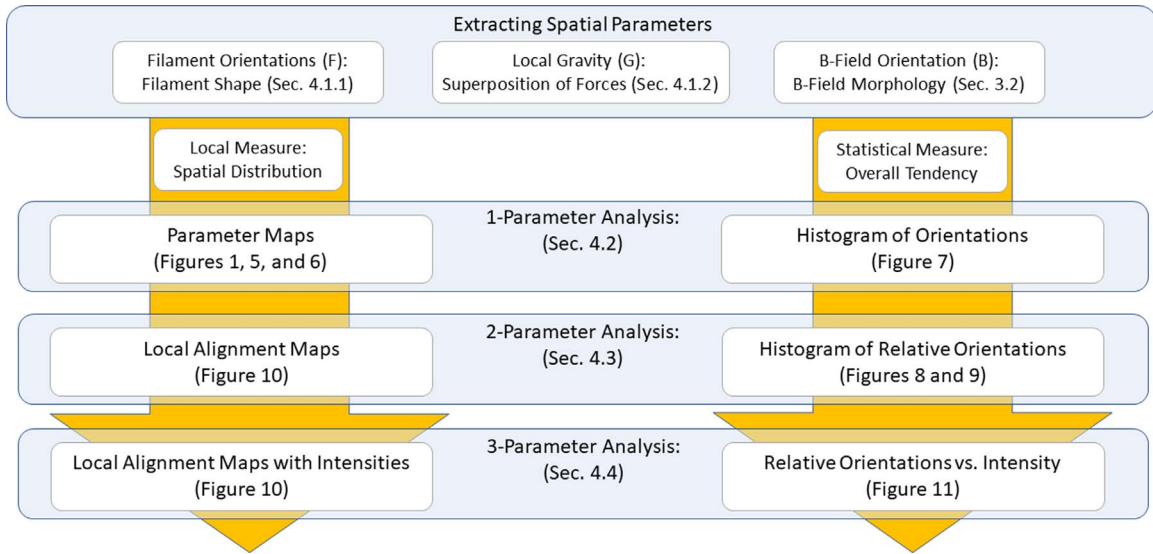 Extracting Spatial Parameters
Filament Orientations (F):
Filament Shape (Sec. 4.1.1)
Local Gravity (G):
Superposition of Forces (Sec. 4.1.2)
B-Field Orientation (B):
B-Field Morphology (Sec. 3.2)
Local Measure:
Spatial Distribution
Statistical Measure:
Overall Tendency
1-Parameter Analysis:
(Sec. 4.2)
Parameter Maps
(Figures 1, 5, and 6)
Histogram of Orientations
(Figure 7)
2-Parameter Analysis:
(Sec. 4.3)
Local Alignment Maps
(Figure 10)
Histogram of Relative Orientations
(Figures 8 and 9)
3-Parameter Analysis:
(Sec. 4.4)
Local Alignment Maps with Intensities
(Figure 10)
Relative Orientations vs. Intensity
(Figure 11)